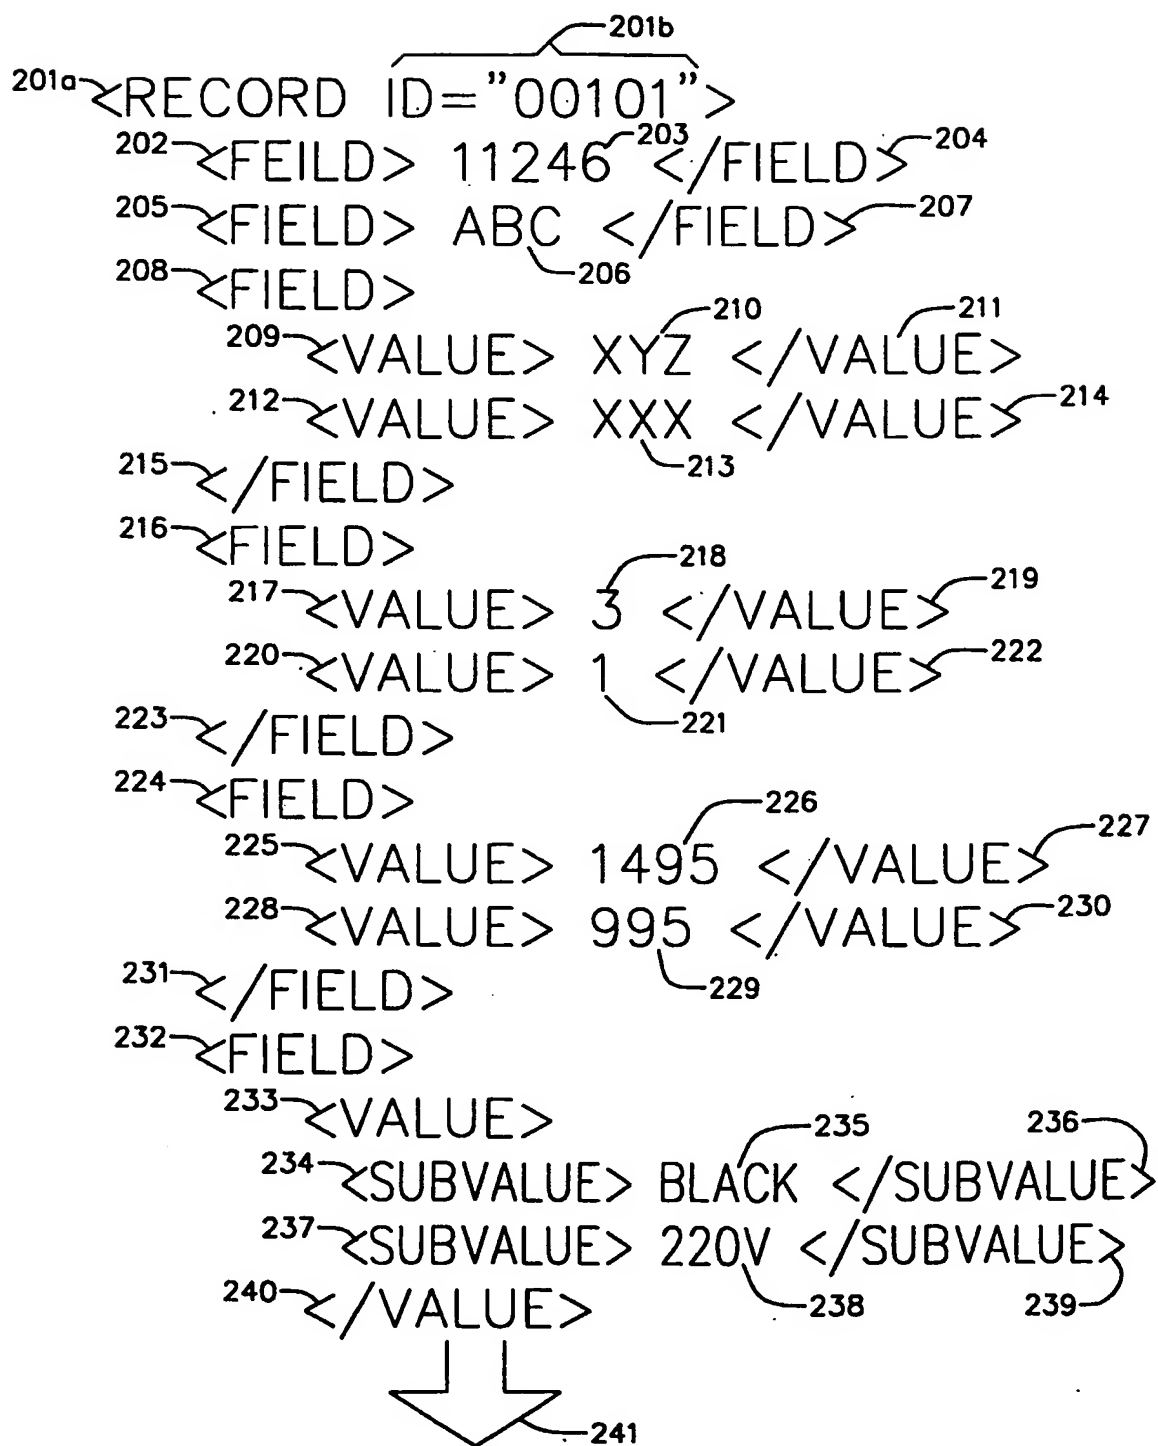 201b
201a <RECORD ID="00101">
202 <FEILD> 11246 203 </FIELD> 204
205 <FIELD> ABC </FIELD> 207
206
208 <FIELD>
210 211
209 <VALUE> XYZ </VALUE>
212 <VALUE> XXX </VALUE> 214
213
215 </FIELD>
216 <FIELD>
218
217 <VALUE> 3 </VALUE> 219
220 <VALUE> 1 </VALUE> 222
221
223 </FIELD>
224 <FIELD>
226
225 <VALUE> 1495 </VALUE> 227
228 <VALUE> 995 </VALUE> 230
229
231 </FIELD>
232 <FIELD>
233 <VALUE>
235 236
234 <SUBVALUE> BLACK </SUBVALUE>
237 <SUBVALUE> 220V </SUBVALUE>
238 239
240 </VALUE>
241